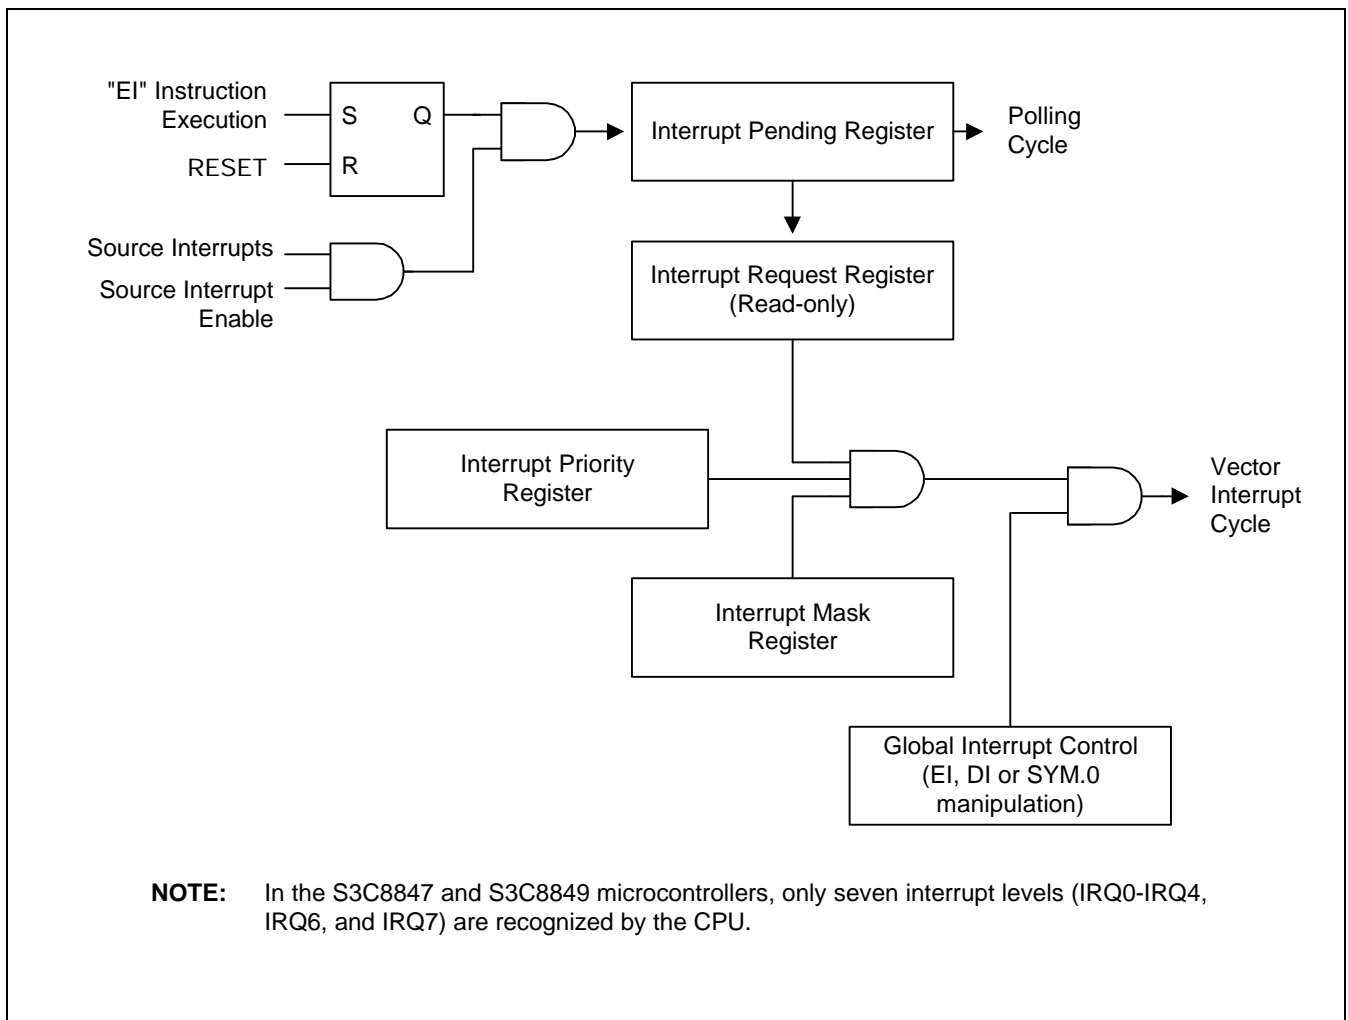 "EI" Instruction
Execution
RESET
S
Q
R
Interrupt Pending Register
Polling
Cycle
Source Interrupts
Source Interrupt
Enable
Interrupt Request Register
(Read-only)
Interrupt Priority
Register
Vector
Interrupt
Cycle
Interrupt Mask
Register
Global Interrupt Control
(EI, DI or SYM.0
manipulation)
NOTE: In the S3C8847 and S3C8849 microcontrollers, only seven interrupt levels (IRQ0-IRQ4,
IRQ6, and IRQ7) are recognized by the CPU.